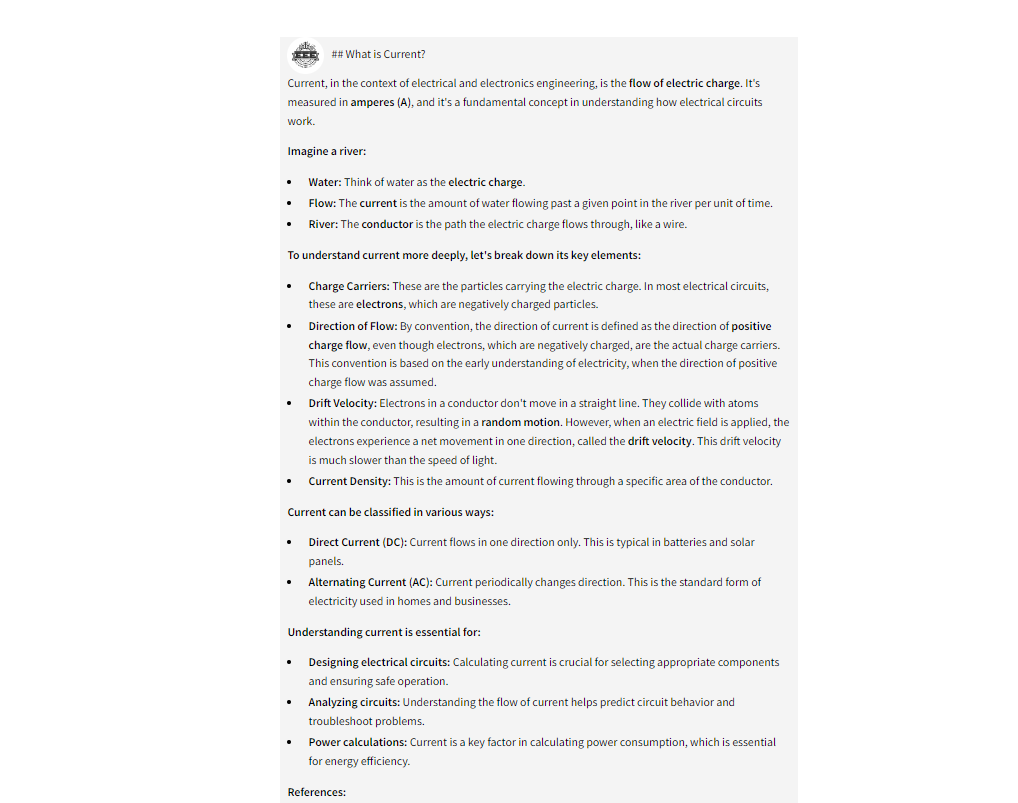 EEE
## What is Current?
Current, in the context of electrical and electronics engineering, is the flow of electric charge. It's
measured in amperes (A), and it's a fundamental concept in understanding how electrical circuits
work.
Imagine a river:
Water: Think of water as the electric charge.
Flow: The current is the amount of water flowing past a given point in the river per unit of time.
River: The conductor is the path the electric charge flows through, like a wire.
To understand current more deeply, let's break down its key elements:
Charge Carriers: These are the particles carrying the electric charge. In most electrical circuits,
these are electrons, which are negatively charged particles.
Direction of Flow: By convention, the direction of current is defined as the direction of positive
charge flow, even though electrons, which are negatively charged, are the actual charge carriers.
This convention is based on the early understanding of electricity, when the direction of positive
charge flow was assumed.
Drift Velocity: Electrons in a conductor don't move in a straight line. They collide with atoms
within the conductor, resulting in a random motion. However, when an electric field is applied, the
electrons experience a net movement in one direction, called the drift velocity. This drift velocity
is much slower than the speed of light.
Current Density: This is the amount of current flowing through a specific area of the conductor.
Current can be classified in various ways:
Direct Current (DC): Current flows in one direction only. This is typical in batteries and solar
panels.
Alternating Current (AC): Current periodically changes direction. This is the standard form of
electricity used in homes and businesses.
Understanding current is essential for:
Designing electrical circuits: Calculating current is crucial for selecting appropriate components
and ensuring safe operation.
Analyzing circuits: Understanding the flow of current helps predict circuit behavior and
troubleshoot problems.
Power calculations: Current is a key factor in calculating power consumption, which is essential
for energy efficiency.
References: